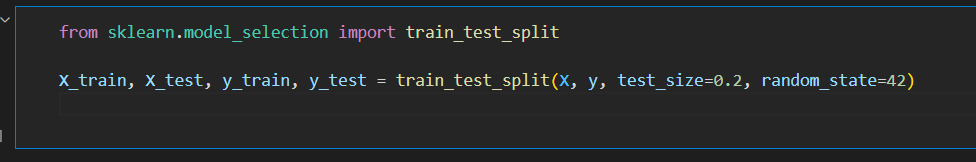 from sklearn.model_selection import train_test_split
X_train, X_test, y_train, y_test = train_test_split(X, y, test_size=0.2, random_state=42)